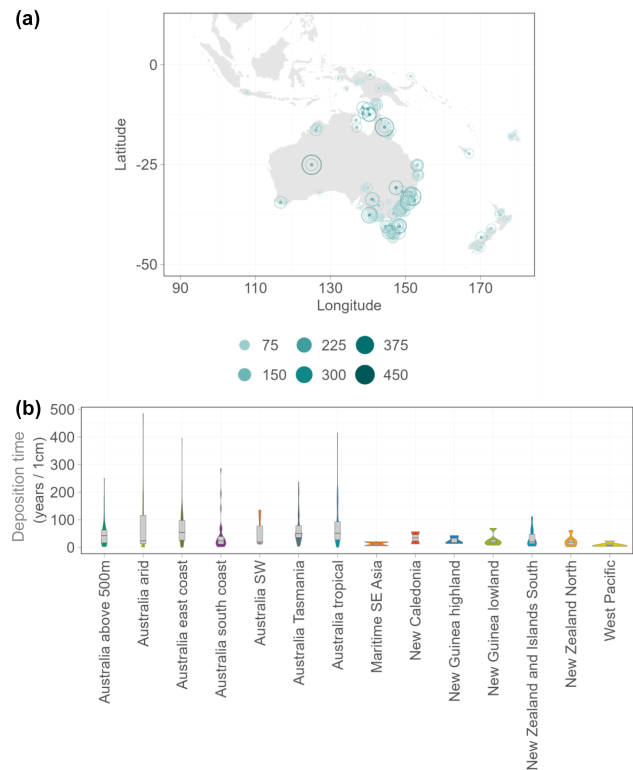 (a)
0
-25
-50
Latitude
90
110
130
150
170
Longitude
75
225
375
150
300
450
(b)
500
400
300
200
100
0
Deposition time
(years / 1cm)
Australia above 500m
Australia arid
Australia east coast
Australia south coast
Australia SW
Australia Tasmania
Australia tropical
Maritime SE Asia
New Caledonia
New Guinea highland
New Guinea lowland
New Zealand and Islands South
New Zealand North
West Pacific